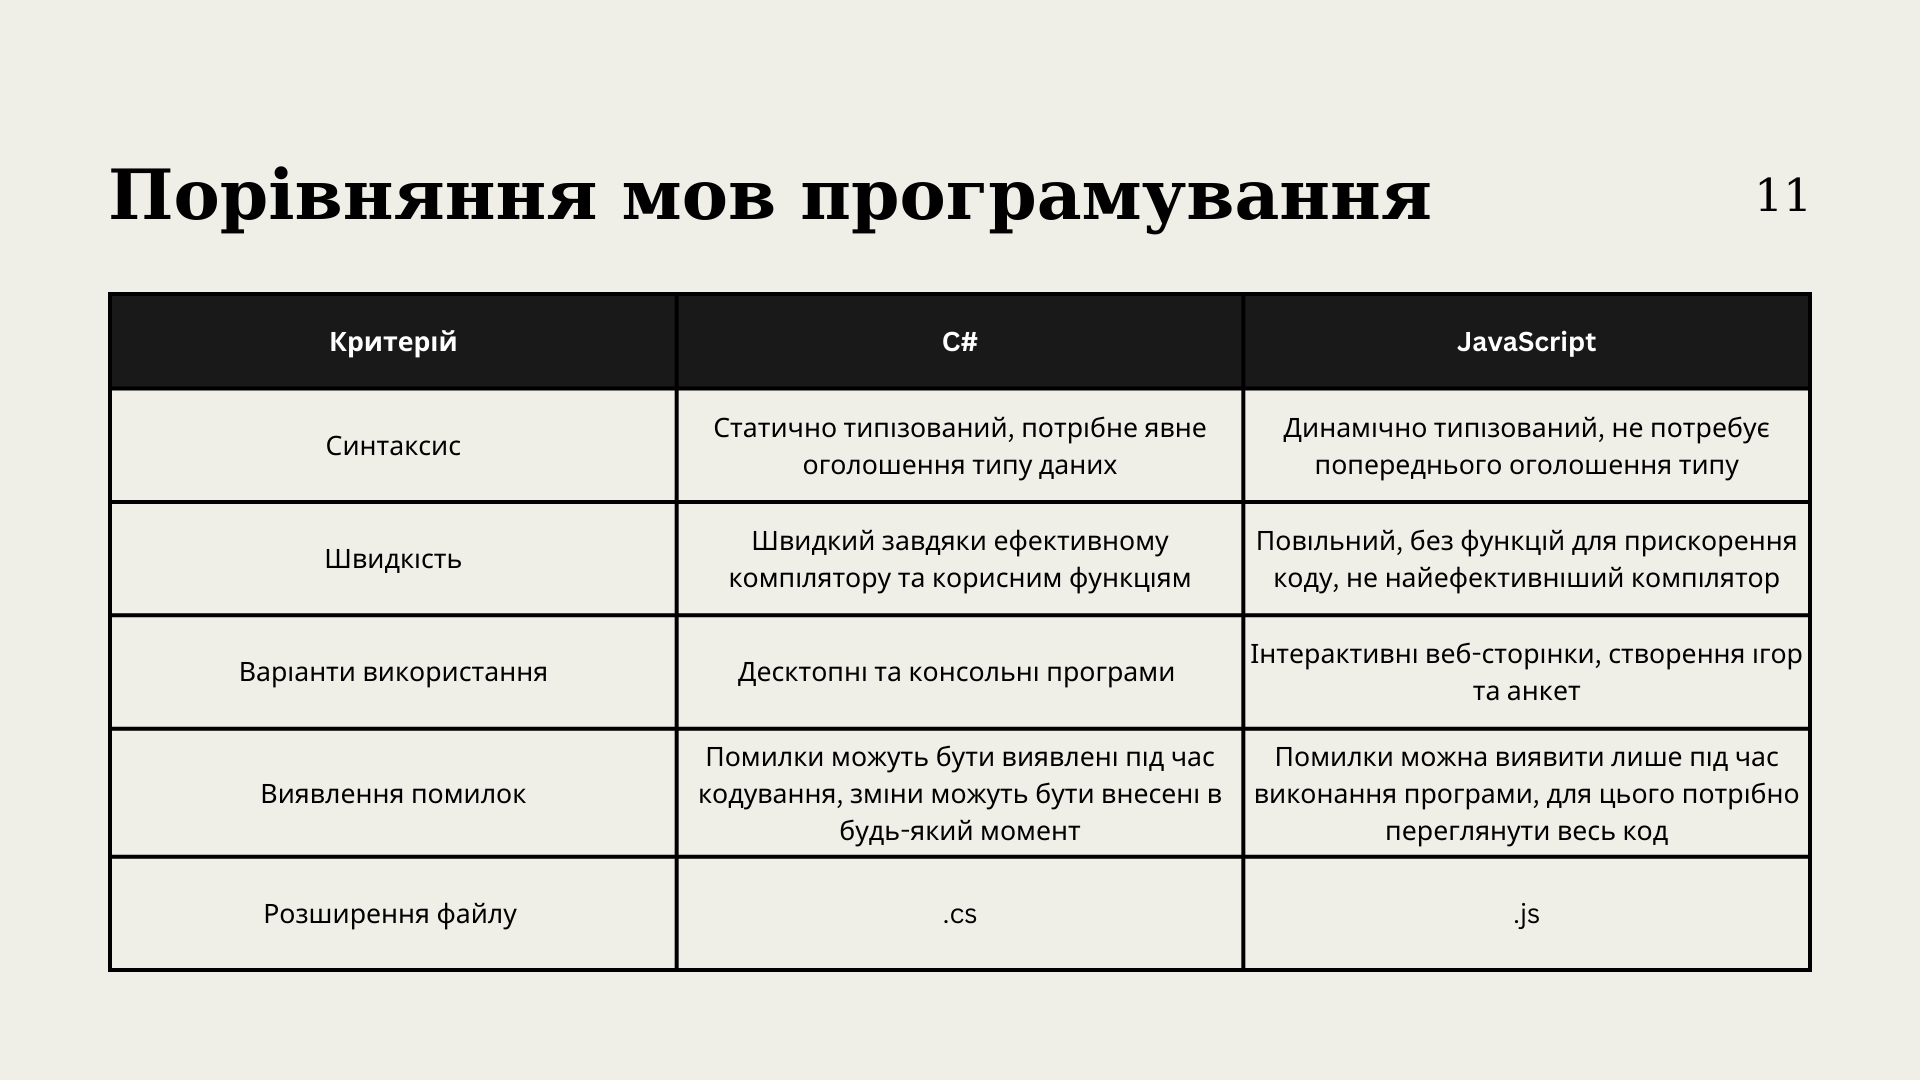 Порівняння мов програмування
11
Критерій
C#
JavaScript
Синтаксис
Статично типізований, потрібне явне
оголошення типу даних
Динамічно типізований, не потребує
попереднього оголошення типу
Швидкість
Швидкий завдяки ефективному
компілятору та корисним функціям
Повільний, без функцій для прискорення
коду, не найефективніший компілятор
Варіанти використання
Десктопні та консольні програми
Інтерактивні веб-сторінки, створення ігор
та анкет
Виявлення помилок
Помилки можуть бути виявлені під час
кодування, зміни можуть бути внесені в
будь-який момент
Помилки можна виявити лише під час
виконання програми, для цього потрібно
переглянути весь код
Розширення файлу
.cs
.js